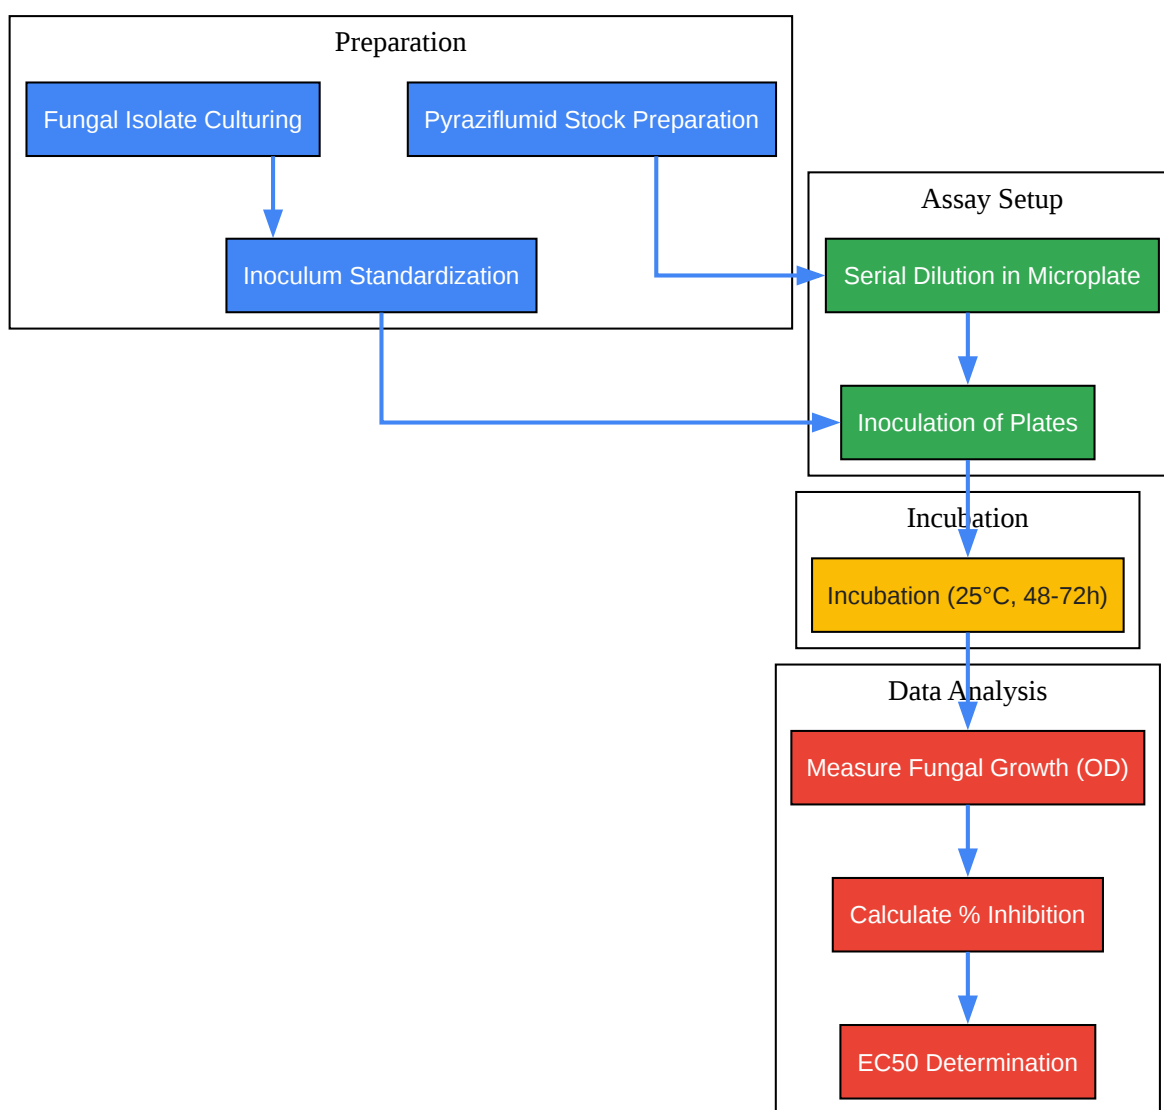 Preparation
Fungal Isolate Culturing
Pyraziflumid Stock Preparation
Inoculum Standardization
Assay Setup
Serial Dilution in Microplate
Inoculation of Plates
Incubation
Incubation (25°C, 48-72h)
Data Analysis
Measure Fungal Growth (OD)
Calculate % Inhibition
EC50 Determination